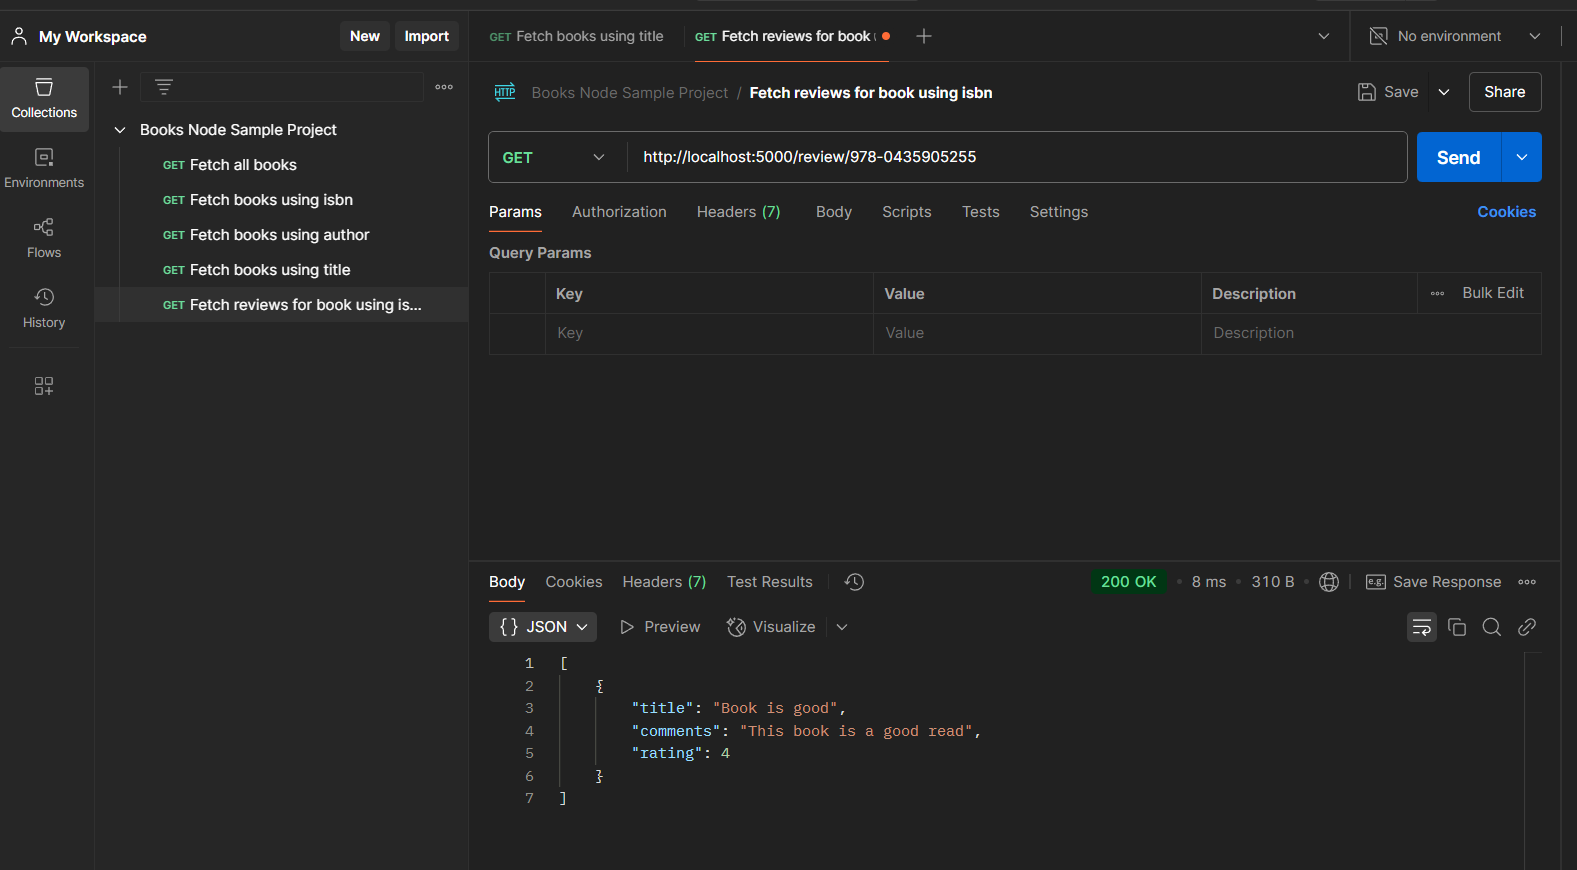 My Workspace
New
Import
GET Fetch books using title
GET Fetch reviews for book
No environment
Collections
Environments
Flows
History
Books Node Sample Project
GET Fetch all books
GET Fetch books using isbn
GET Fetch books using author
GET Fetch books using title
GET Fetch reviews for book using is...
HTTP
Books Node Sample Project / Fetch reviews for book using isbn
Save
Share
GET
http://localhost:5000/review/978-0435905255
Send
Params
Authorization
Headers (7)
Body
Scripts
Tests
Settings
Cookies
Query Params
Key
Value
Description
Bulk Edit
Key
Value
Description
Body
Cookies
Headers (7)
Test Results
200 OK
8 ms
310 B
e.g.
Save Response
{} JSON
Preview
Visualize
1 [
2 {
3 "title": "Book is good",
4 "comments": "This book is a good read",
5 "rating": 4
6 }
7 ]